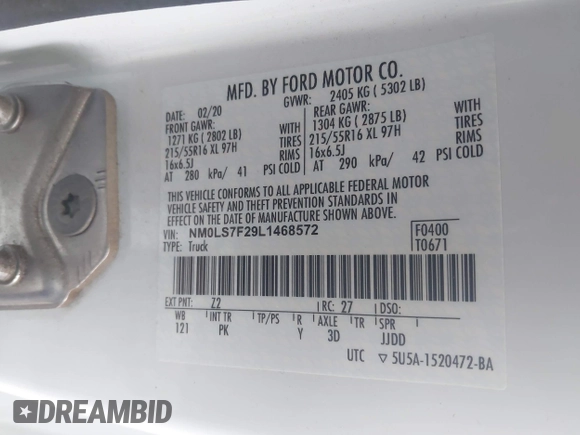 MFD. BY FORD MOTOR CO.
DATE: 02/20 GVWR: 2405 KG ( 5302 LB)
FRONT GAWR: REAR GAWR:
1271 KG ( 2802 LB) WITH 1304 KG ( 2875 LB) WITH
215/55R16 XL 97H TIRES 215/55R16 XL 97H TIRES
16x6.5J RIMS 16x6.5J RIMS
AT 280 kPa/ 41 PSI COLD AT 290 kPa/ 42 PSI COLD
THIS VEHICLE CONFORMS TO ALL APPLICABLE FEDERAL MOTOR
VEHICLE SAFETY AND THEFT PREVENTION STANDARDS IN
EFFECT ON THE DATE OF MANUFACTURE SHOWN ABOVE.
VIN: NM0LS7F29L1468572 F0400
TYPE: Truck T0671
EXT PNT: Z2 RC: 27 DSO:
WB INT TR TP/PS R AXLE TR SPR
121 PK Y 3D JJDD
UTC ▽ 5U5A-1520472-BA
DREAMBID